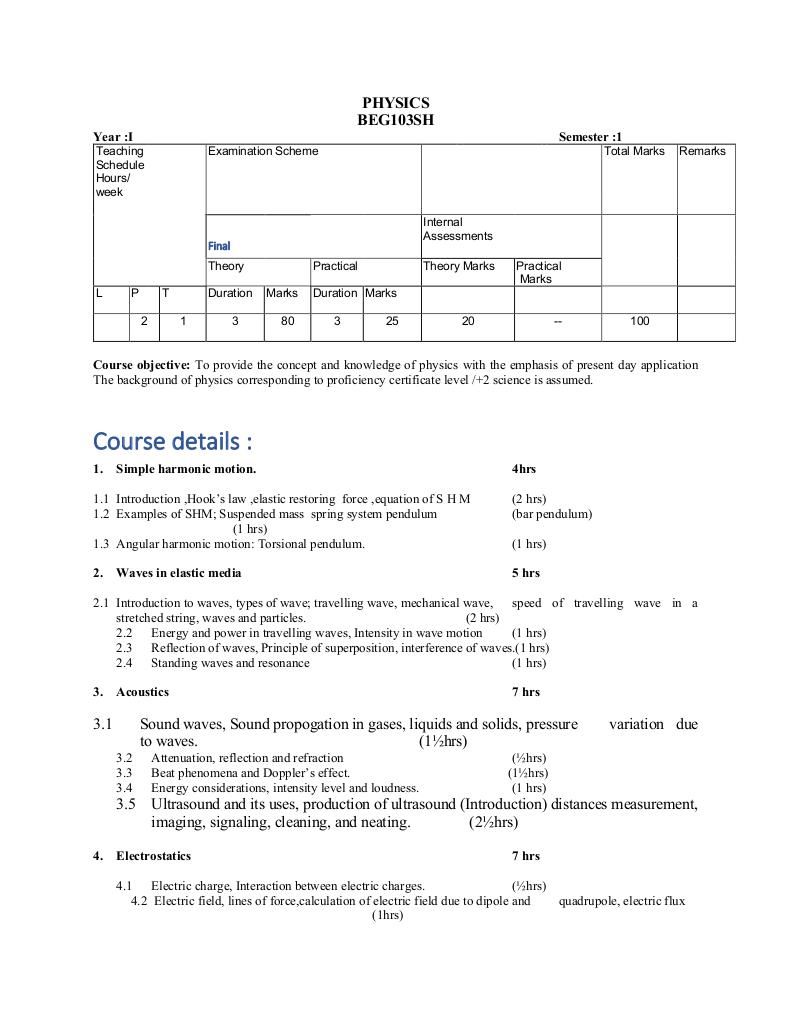 PHYSICS
BEG103SH
Year :I Semester :1
Teaching Schedule Hours/ week Examination Scheme Total Marks Remarks
Final Internal Assessments
Theory Practical Theory Marks Practical Marks
L P T Duration Marks Duration Marks
2 1 3 80 3 25 20 -- 100
Course objective: To provide the concept and knowledge of physics with the emphasis of present day application
The background of physics corresponding to proficiency certificate level /+2 science is assumed.
Course details :
1. Simple harmonic motion. 4hrs
1.1 Introduction ,Hook’s law ,elastic restoring force ,equation of S H M (2 hrs)
1.2 Examples of SHM; Suspended mass spring system pendulum (bar pendulum)
(1 hrs)
1.3 Angular harmonic motion: Torsional pendulum. (1 hrs)
2. Waves in elastic media 5 hrs
2.1 Introduction to waves, types of wave; travelling wave, mechanical wave, speed of travelling wave in a
stretched string, waves and particles. (2 hrs)
2.2 Energy and power in travelling waves, Intensity in wave motion (1 hrs)
2.3 Reflection of waves, Principle of superposition, interference of waves.(1 hrs)
2.4 Standing waves and resonance (1 hrs)
3. Acoustics 7 hrs
3.1 Sound waves, Sound propogation in gases, liquids and solids, pressure variation due
to waves. (1½hrs)
3.2 Attenuation, reflection and refraction (½hrs)
3.3 Beat phenomena and Doppler’s effect. (1½hrs)
3.4 Energy considerations, intensity level and loudness. (1 hrs)
3.5 Ultrasound and its uses, production of ultrasound (Introduction) distances measurement,
imaging, signaling, cleaning, and neating. (2½hrs)
4. Electrostatics 7 hrs
4.1 Electric charge, Interaction between electric charges. (½hrs)
4.2 Electric field, lines of force,calculation of electric field due to dipole and quadrupole, electric flux
(1hrs)